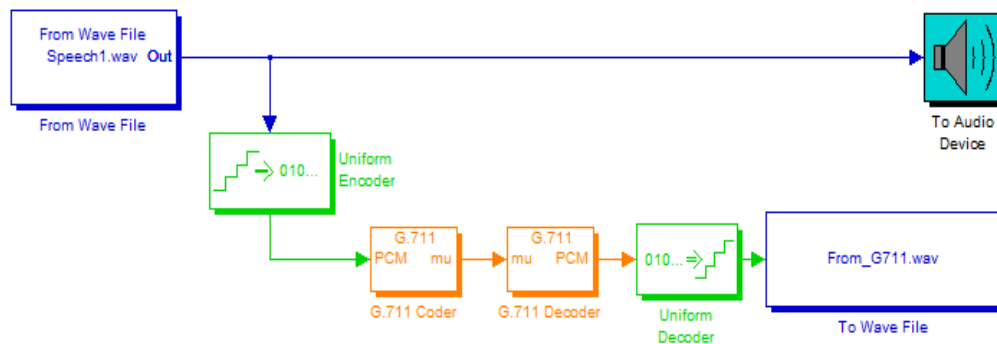 From Wave File
Speech1.wav Out
From Wave File
To Audio
Device
010...
Uniform
Encoder
G.711
PCM mu
G.711 Coder
G.711
mu PCM
G.711 Decoder
010...
Uniform
Decoder
From_G711.wav
To Wave File